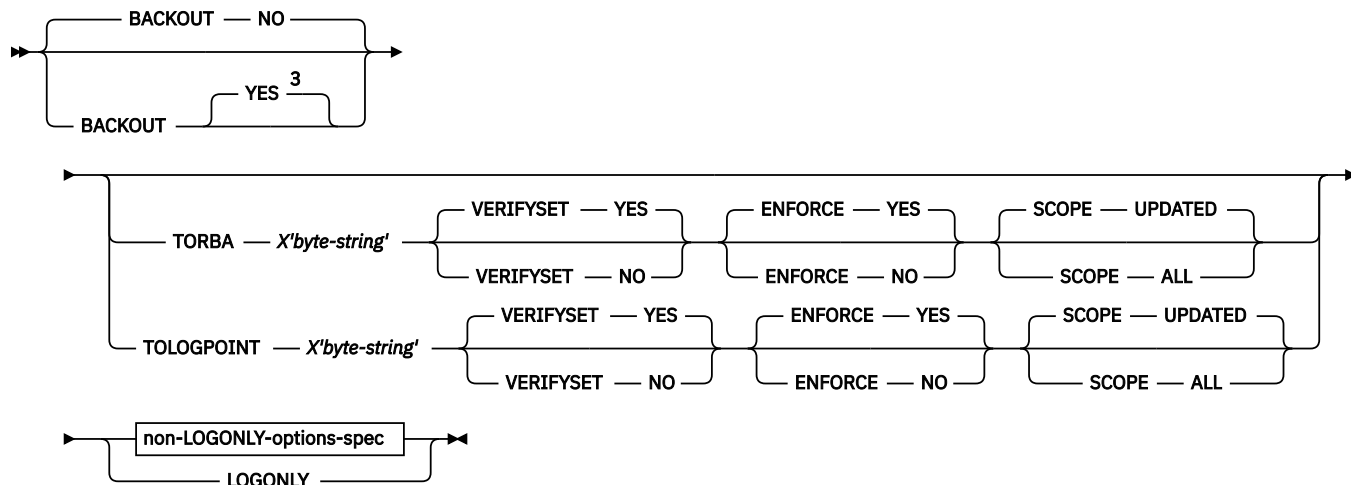 BACKOUT NO
YES 3
BACKOUT
VERIFYSET YES ENFORCE YES SCOPE UPDATED
TORBA X'byte-string'
VERIFYSET NO ENFORCE NO SCOPE ALL
VERIFYSET YES ENFORCE YES SCOPE UPDATED
TOLOGPOINT X'byte-string'
VERIFYSET NO ENFORCE NO SCOPE ALL
non-LOGONLY-options-spec
LOGONLY